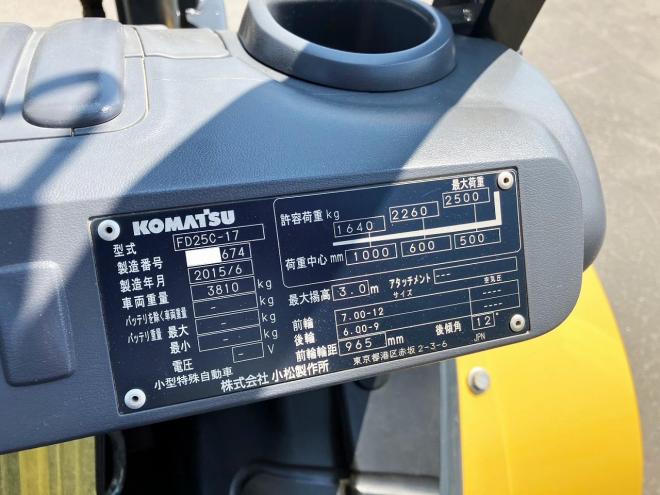 KOMATSU
型式 FD25C-17
製造番号 674
製造年月 2015/6
車両重量 3810 kg
バッテリを除く車両重量 - kg
バッテリ重量 最大 - kg
最小 - kg
電圧 - V
小型特殊自動車
最大荷重
許容荷重 kg 1640 2260 2500
荷重中心 mm 1000 600 500
最大揚高 3.0 m アタッチメント ---
サイズ 空気圧
前輪 7.00-12 ----
後輪 6.00-9 ----
前輪輪距 965 mm 後傾角 12°
株式会社 小松製作所 東京都港区赤坂 2-3-6 JPN